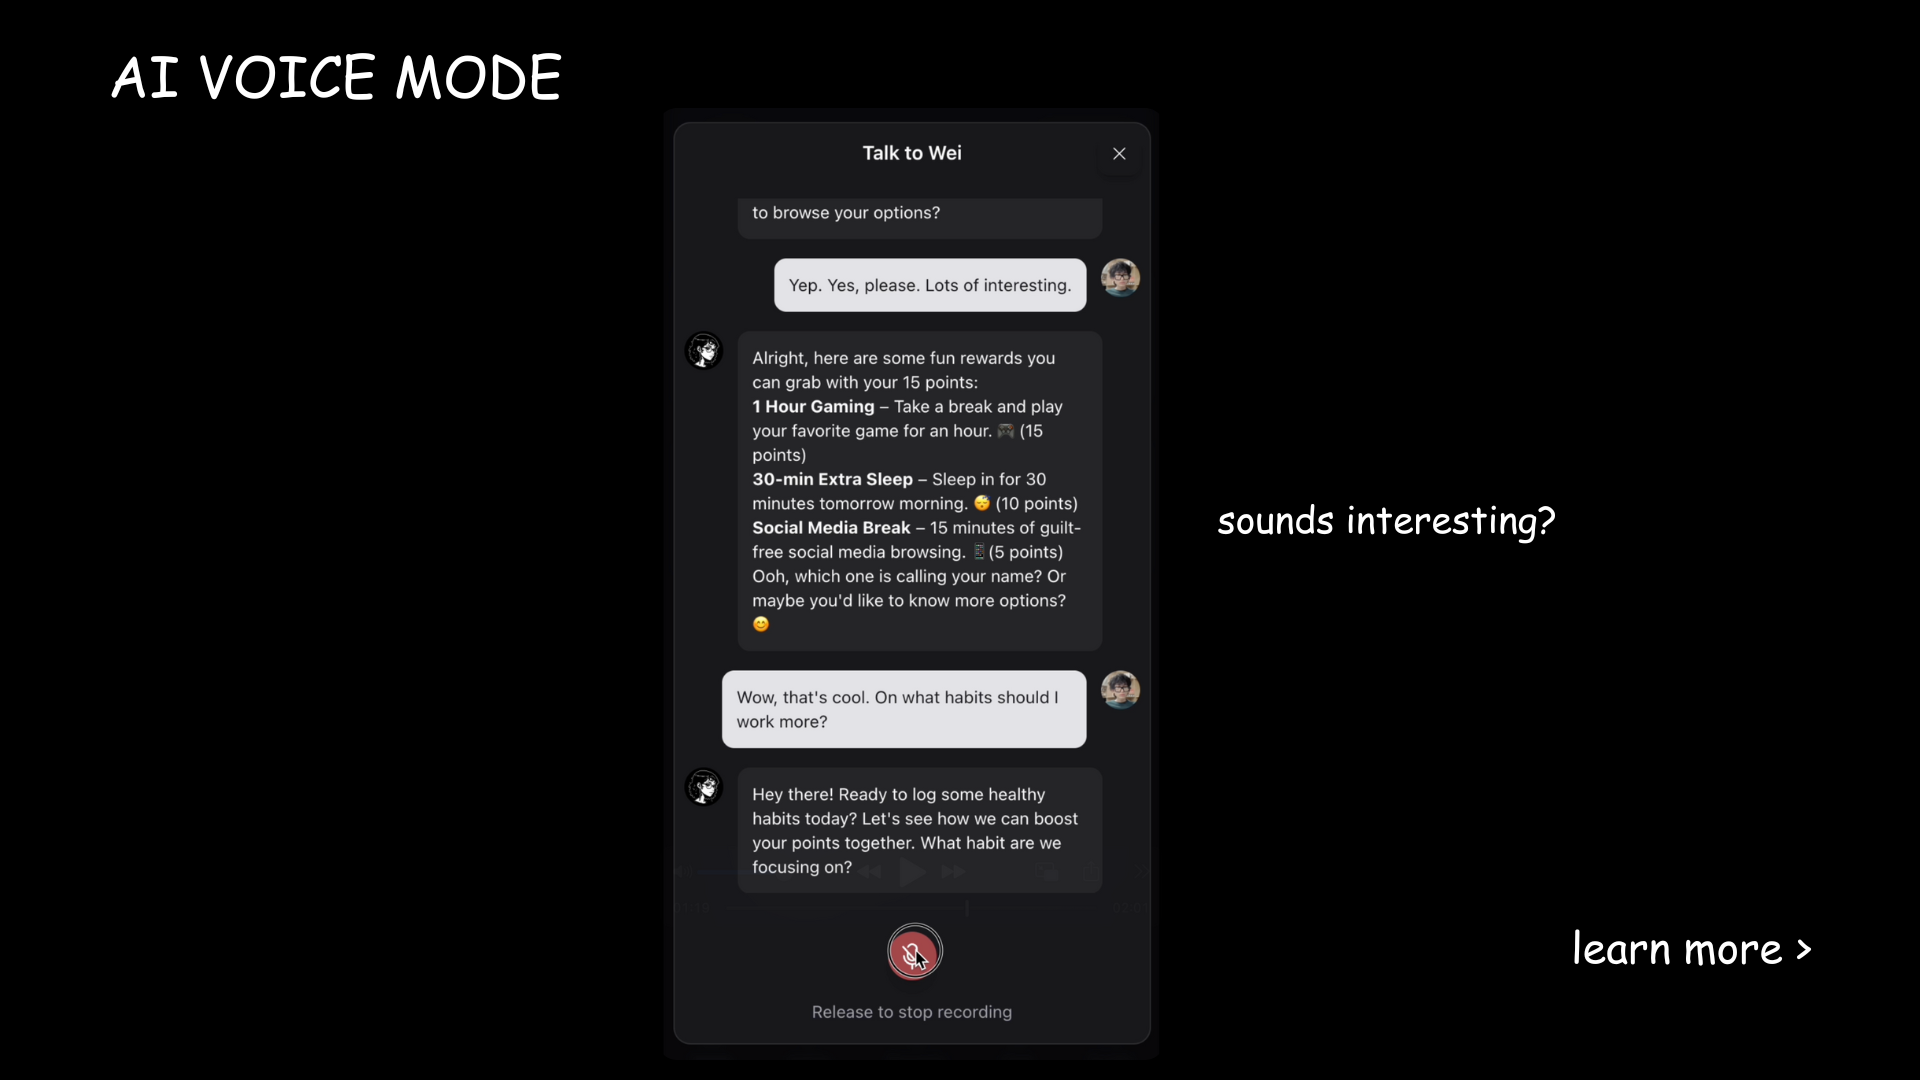 AI VOICE MODE
Talk to Wei
to browse your options?
Yep. Yes, please. Lots of interesting.
Alright, here are some fun rewards you
can grab with your 15 points:
1 Hour Gaming – Take a break and play
your favorite game for an hour. 🎮 (15
points)
30-min Extra Sleep – Sleep in for 30
minutes tomorrow morning. 😴 (10 points)
Social Media Break – 15 minutes of guilt-
free social media browsing. 📱 (5 points)
Ooh, which one is calling your name? Or
maybe you'd like to know more options?
😊
sounds interesting?
Wow, that's cool. On what habits should I
work more?
Hey there! Ready to log some healthy
habits today? Let's see how we can boost
your points together. What habit are we
focusing on?
learn more >
Release to stop recording